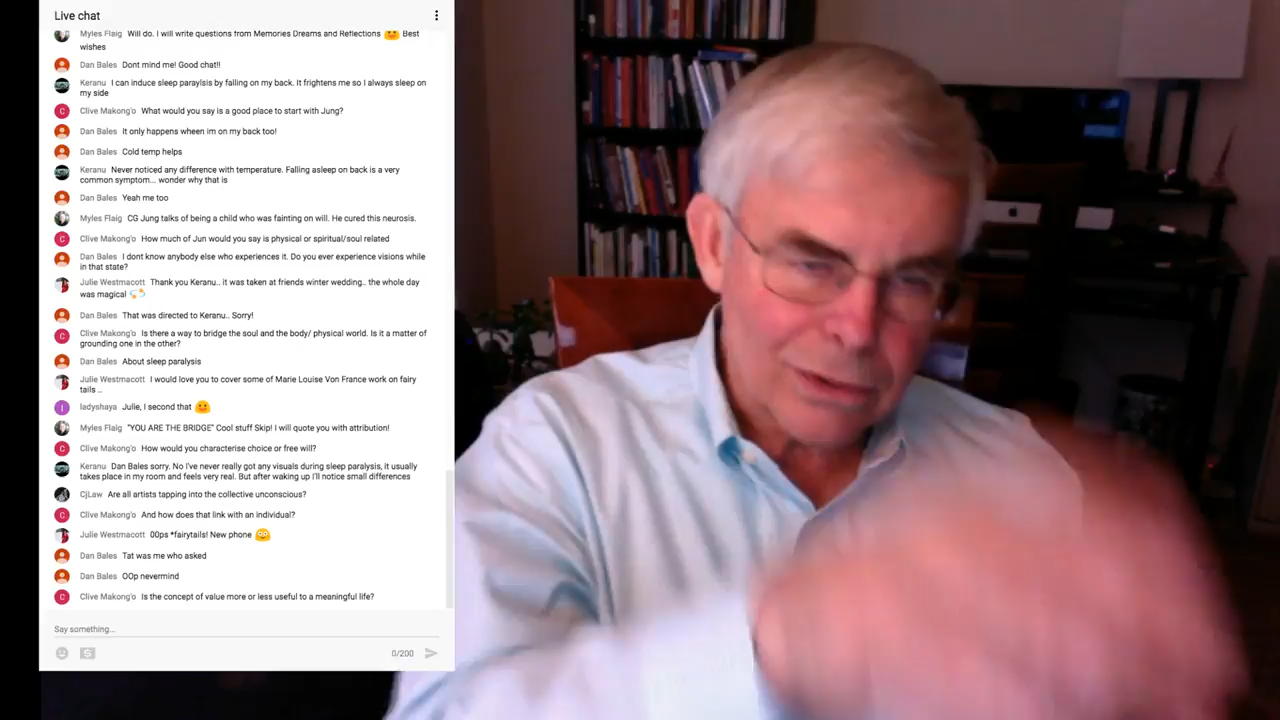 Live chat
Myles Flaig Will do. I will write questions from Memories Dreams and Reflections Best
wishes
Dan Bales Dont mind me! Good chat!!
Keranu I can induce sleep paraylsis by falling on my back. It frightens me so I always sleep on
my side
C Clive Makong'o What would you say is a good place to start with Jung?
Dan Bales It only happens wheen im on my back too!
Dan Bales Cold temp helps
Keranu Never noticed any difference with temperature. Falling asleep on back is a very
common symptom... wonder why that is
Dan Bales Yeah me too
Myles Flaig CG Jung talks of being a child who was fainting on will. He cured this neurosis.
C Clive Makong'o How much of Jun would you say is physical or spiritual/soul related
Dan Bales I dont know anybody else who experiences it. Do you ever experience visions while
in that state?
Julie Westmacott Thank you Keranu.. it was taken at friends winter wedding.. the whole day
was magical
Dan Bales That was directed to Keranu.. Sorry!
C Clive Makong'o Is there a way to bridge the soul and the body/ physical world. Is it a matter of
grounding one in the other?
Dan Bales About sleep paralysis
Julie Westmacott I would love you to cover some of Marie Louise Von France work on fairy
tails ..
l ladyshaya Julie, I second that
Myles Flaig "YOU ARE THE BRIDGE" Cool stuff Skip! I will quote you with attribution!
C Clive Makong'o How would you characterise choice or free will?
Keranu Dan Bales sorry. No I've never really got any visuals during sleep paralysis, it usually
takes place in my room and feels very real. But after waking up I'll notice small differences
CjLaw Are all artists tapping into the collective unconscious?
C Clive Makong'o And how does that link with an individual?
Julie Westmacott 00ps *fairytails! New phone
Dan Bales Tat was me who asked
Dan Bales OOp nevermind
C Clive Makong'o Is the concept of value more or less useful to a meaningful life?
Say something...
0/200